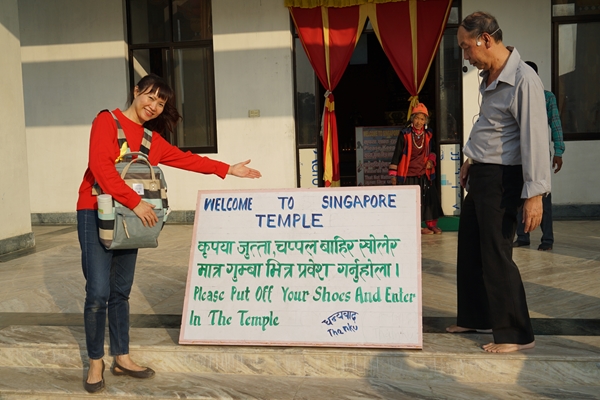 WELCOME TO SINGAPORE
TEMPLE
कृपया जुत्ता, चप्पल बाहिर खोलेर
मात्र गुम्बा भित्र प्रवेश गर्नुहोला।
Please Put Off Your Shoes And Enter
In The Temple
धन्यवाद
Thanku